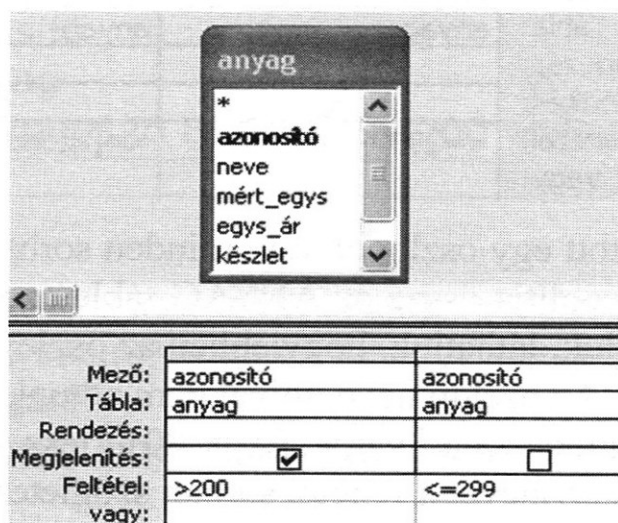 anyag
*
azonosító
neve
mért_egys
egys_ár
készlet
Mező: azonosító azonosító
Tábla: anyag anyag
Rendezés:
Megjelenítés:
Feltétel: >200 <=299
vagy: